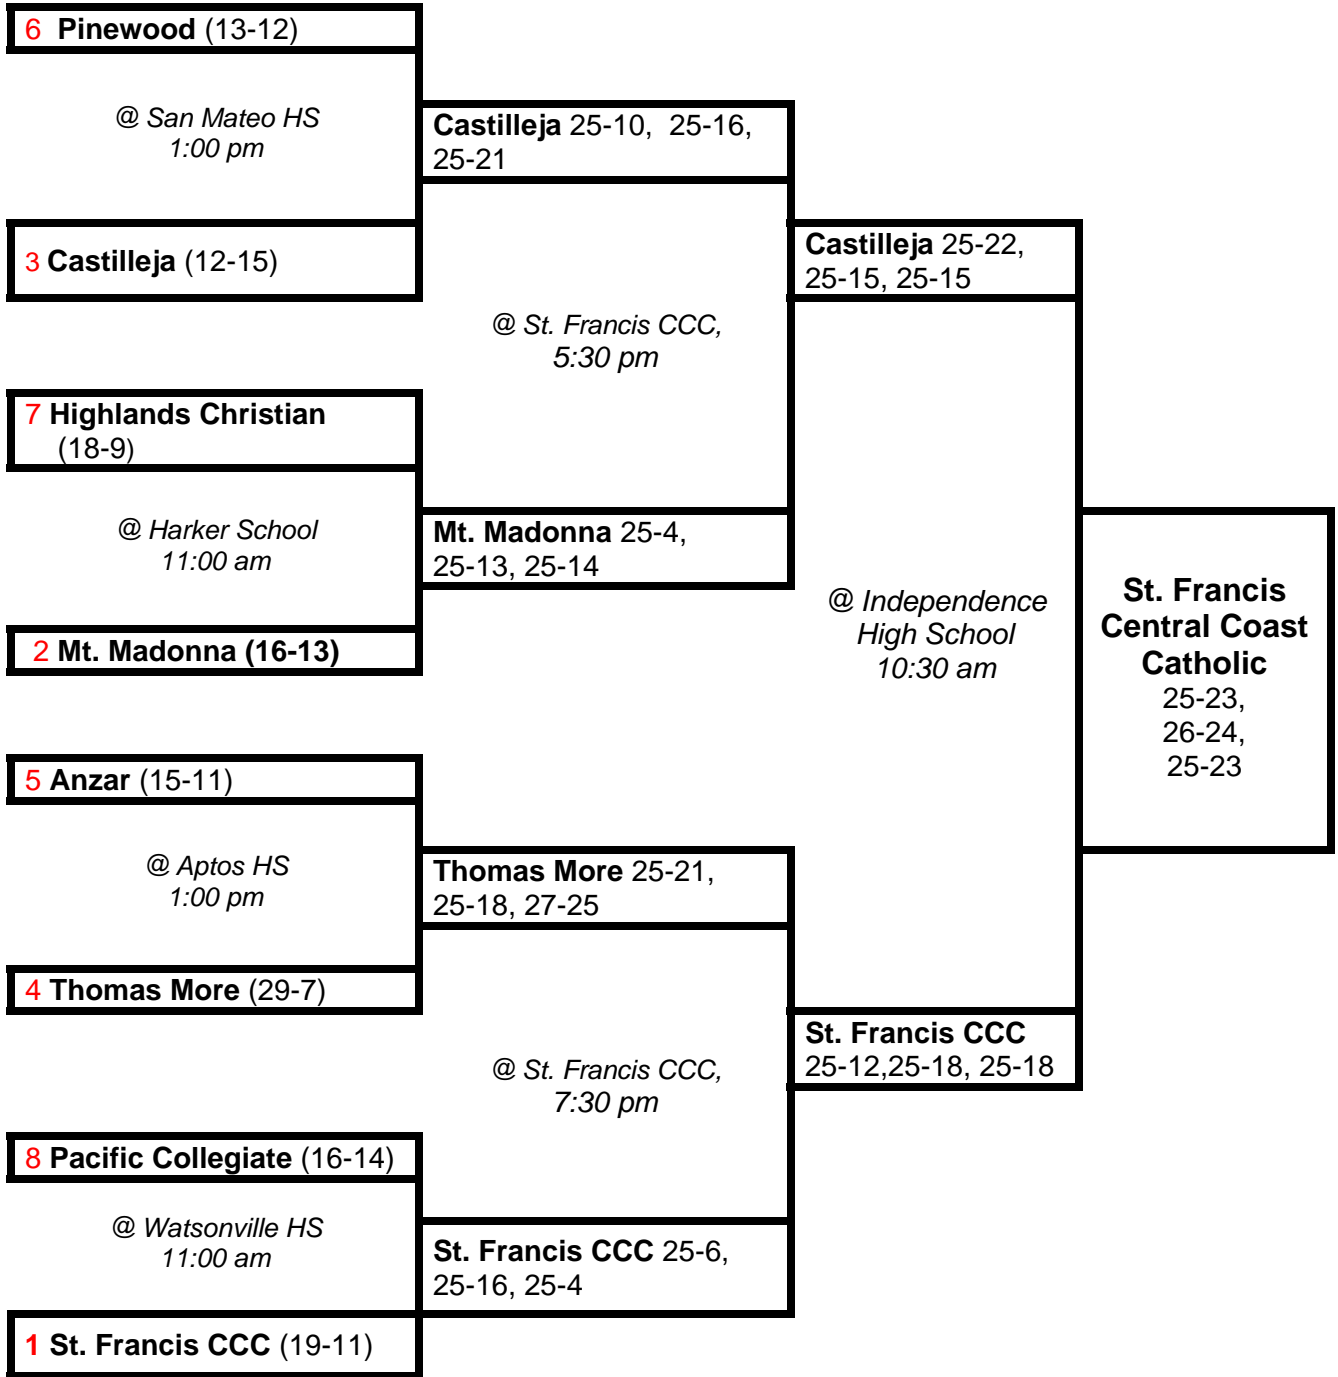 6 Pinewood (13-12)
@ San Mateo HS
1:00 pm
3 Castilleja (12-15)
7 Highlands Christian
(18-9)
@ Harker School
11:00 am
2 Mt. Madonna (16-13)
5 Anzar (15-11)
@ Aptos HS
1:00 pm
4 Thomas More (29-7)
8 Pacific Collegiate (16-14)
@ Watsonville HS
11:00 am
1 St. Francis CCC (19-11)
Castilleja 25-10, 25-16,
25-21
@ St. Francis CCC,
5:30 pm
Mt. Madonna 25-4,
25-13, 25-14
Thomas More 25-21,
25-18, 27-25
@ St. Francis CCC,
7:30 pm
St. Francis CCC 25-6,
25-16, 25-4
Castilleja 25-22,
25-15, 25-15
@ Independence
High School
10:30 am
St. Francis CCC
25-12,25-18, 25-18
St. Francis
Central Coast
Catholic
25-23,
26-24,
25-23